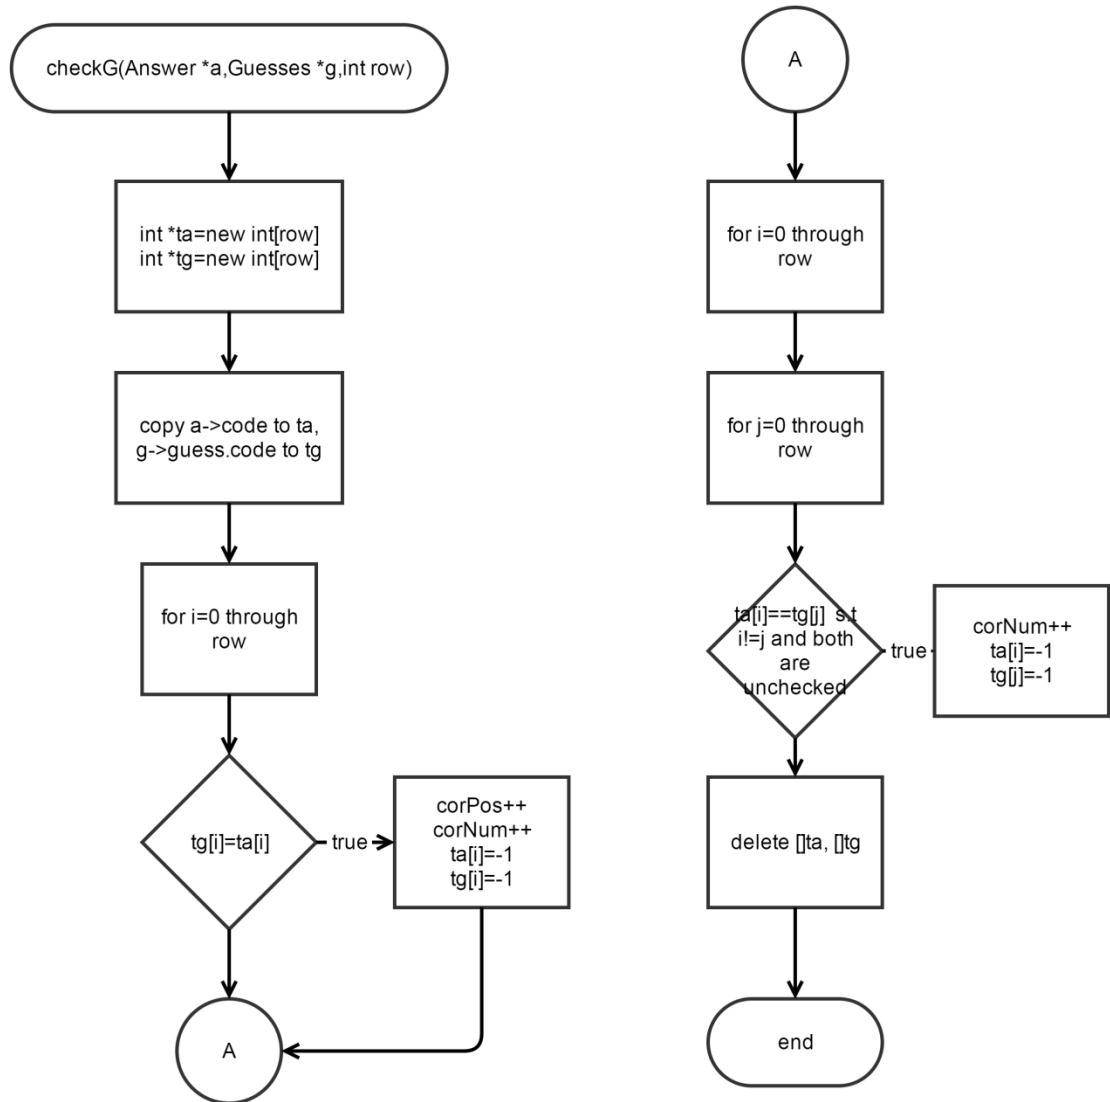 checkG(Answer *a,Guesses *g,int row)
int *ta=new int[row]
int *tg=new int[row]
copy a->code to ta,
g->guess.code to tg
for i=0 through
row
tg[i]=ta[i]
true
corPos++
corNum++
ta[i]=-1
tg[i]=-1
A
A
for i=0 through
row
for j=0 through
row
ta[i]==tg[j] s.t
i!=j and both
are
unchecked
true
corNum++
ta[i]=-1
tg[j]=-1
delete []ta, []tg
end